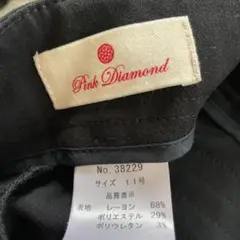 Pink Diamond
No.38229
サイズ 11号
品質表示
表地 レーヨン 68%
ポリエステル 29%
ポリウレタン 3%